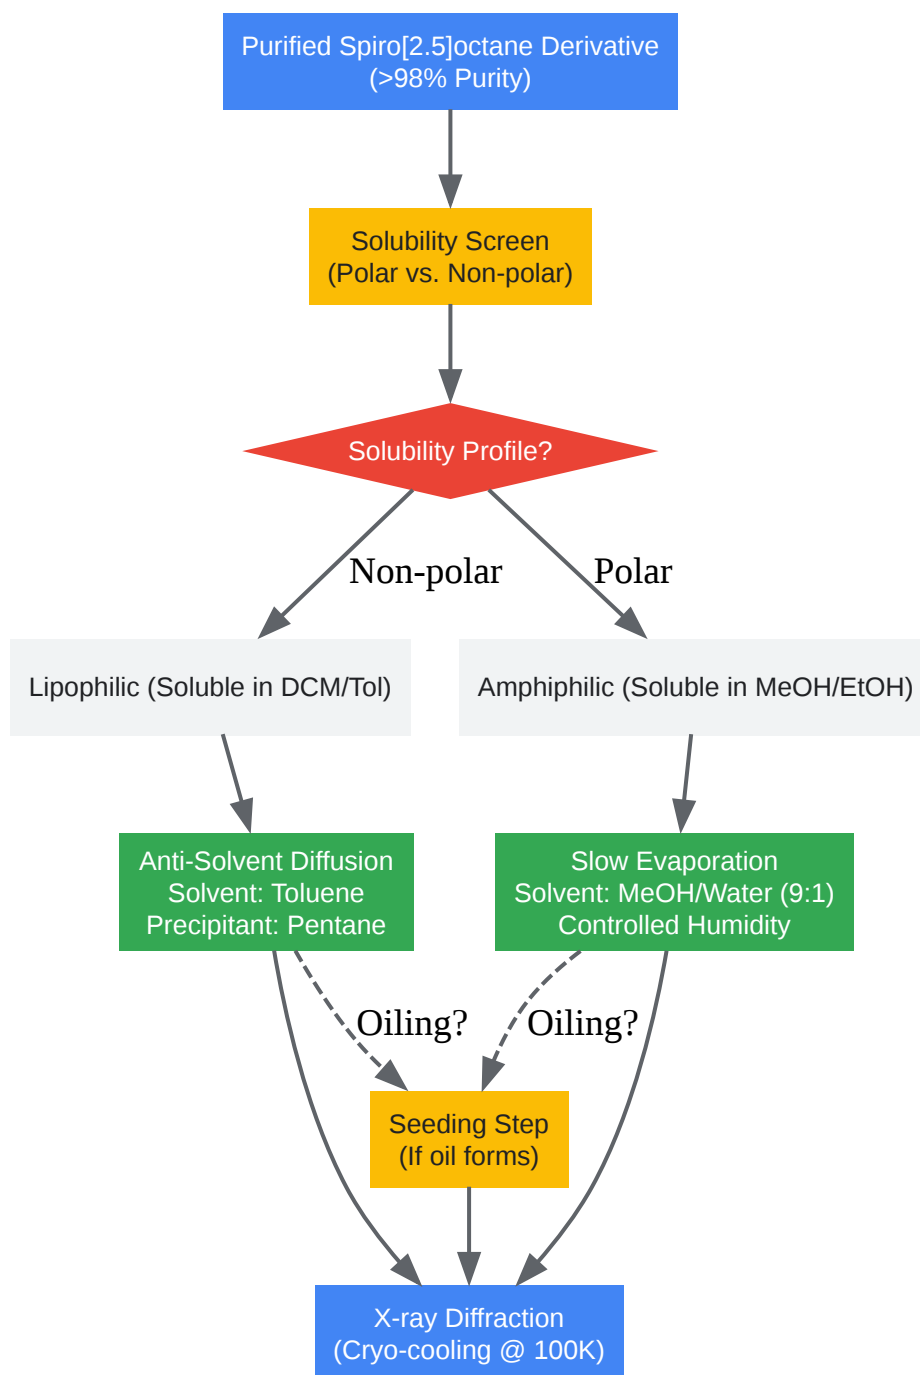 Purified Spiro[2.5]octane Derivative
(>98% Purity)
Solubility Screen
(Polar vs. Non-polar)
Solubility Profile?
Non-polar
Polar
Lipophilic (Soluble in DCM/Tol)
Amphiphilic (Soluble in MeOH/EtOH)
Anti-Solvent Diffusion
Solvent: Toluene
Precipitant: Pentane
Slow Evaporation
Solvent: MeOH/Water (9:1)
Controlled Humidity
Oiling?
Oiling?
Seeding Step
(If oil forms)
X-ray Diffraction
(Cryo-cooling @ 100K)